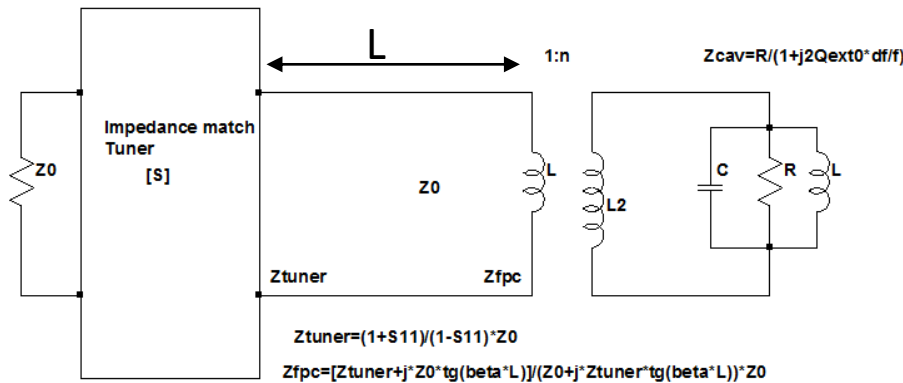 L
1:n
Zcav=R/(1+j2Qext0*df/f)
Impedance match
Tuner
[S]
Z0
Z0
L
L2
C
R
L
Ztuner
Zfpc
Ztuner=(1+S11)/(1-S11)*Z0
Zfpc=[Ztuner+j*Z0*tg(beta*L)]/(Z0+j*Ztuner*tg(beta*L))*Z0